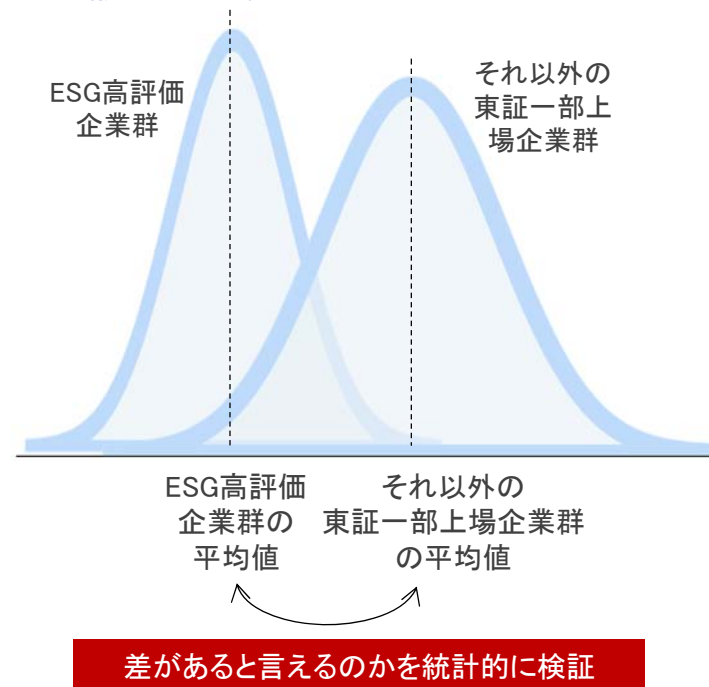 ESG高評価
企業群
それ以外の
東証一部上
場企業群
ESG高評価
企業群の
平均値
それ以外の
東証一部上場企業群
の平均値
差があると言えるのかを統計的に検証